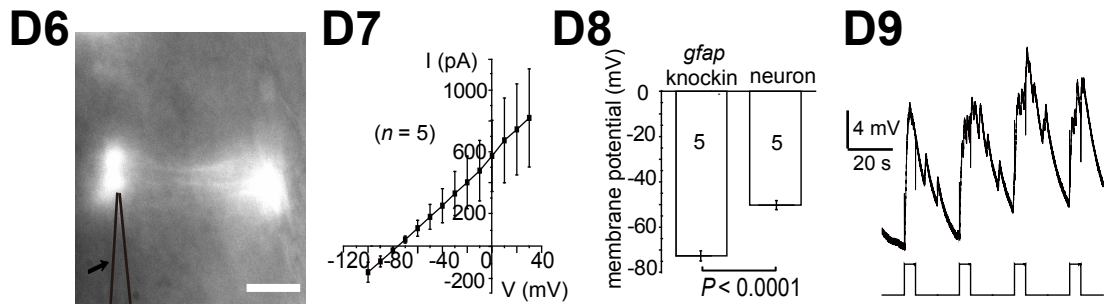 D6
D7
D8
D9
I (pA)
1000
600
200
-200
(n = 5)
-120
-80
0
40
V (mV)
gfap
knockin
neuron
membrane potential (mV)
0
-20
-40
-60
-80
5
5
P< 0.0001
4 mV
20 s